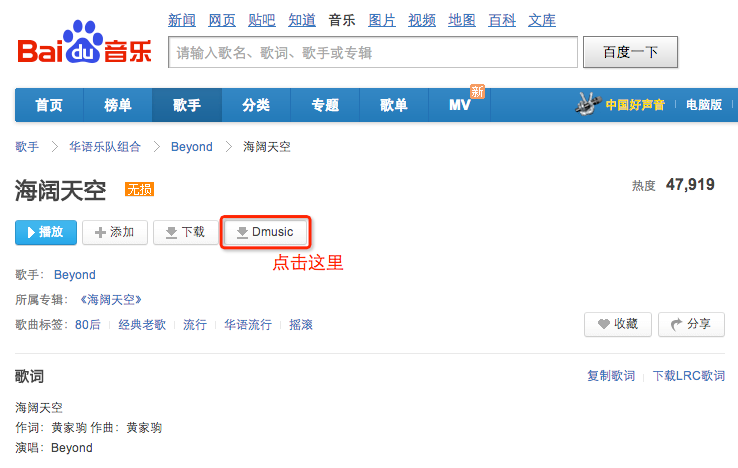 新闻 网页 贴吧 知道 音乐 图片 视频 地图 百科 文库
Baidu音乐
请输入歌名、歌词、歌手或专辑
百度一下
首页 榜单 歌手 分类 专题 歌单 MV 新 中国好声音 电脑版
歌手 华语乐队组合 Beyond 海阔天空
海阔天空 无损
热度 47,919
播放 添加 下载 Dmusic
点击这里
歌手： Beyond
所属专辑： 《海阔天空》
歌曲标签： 80后 经典老歌 流行 华语流行 摇滚
收藏 分享
歌词
复制歌词 下载LRC歌词
海阔天空
作词：黄家驹 作曲：黄家驹
演唱：Beyond